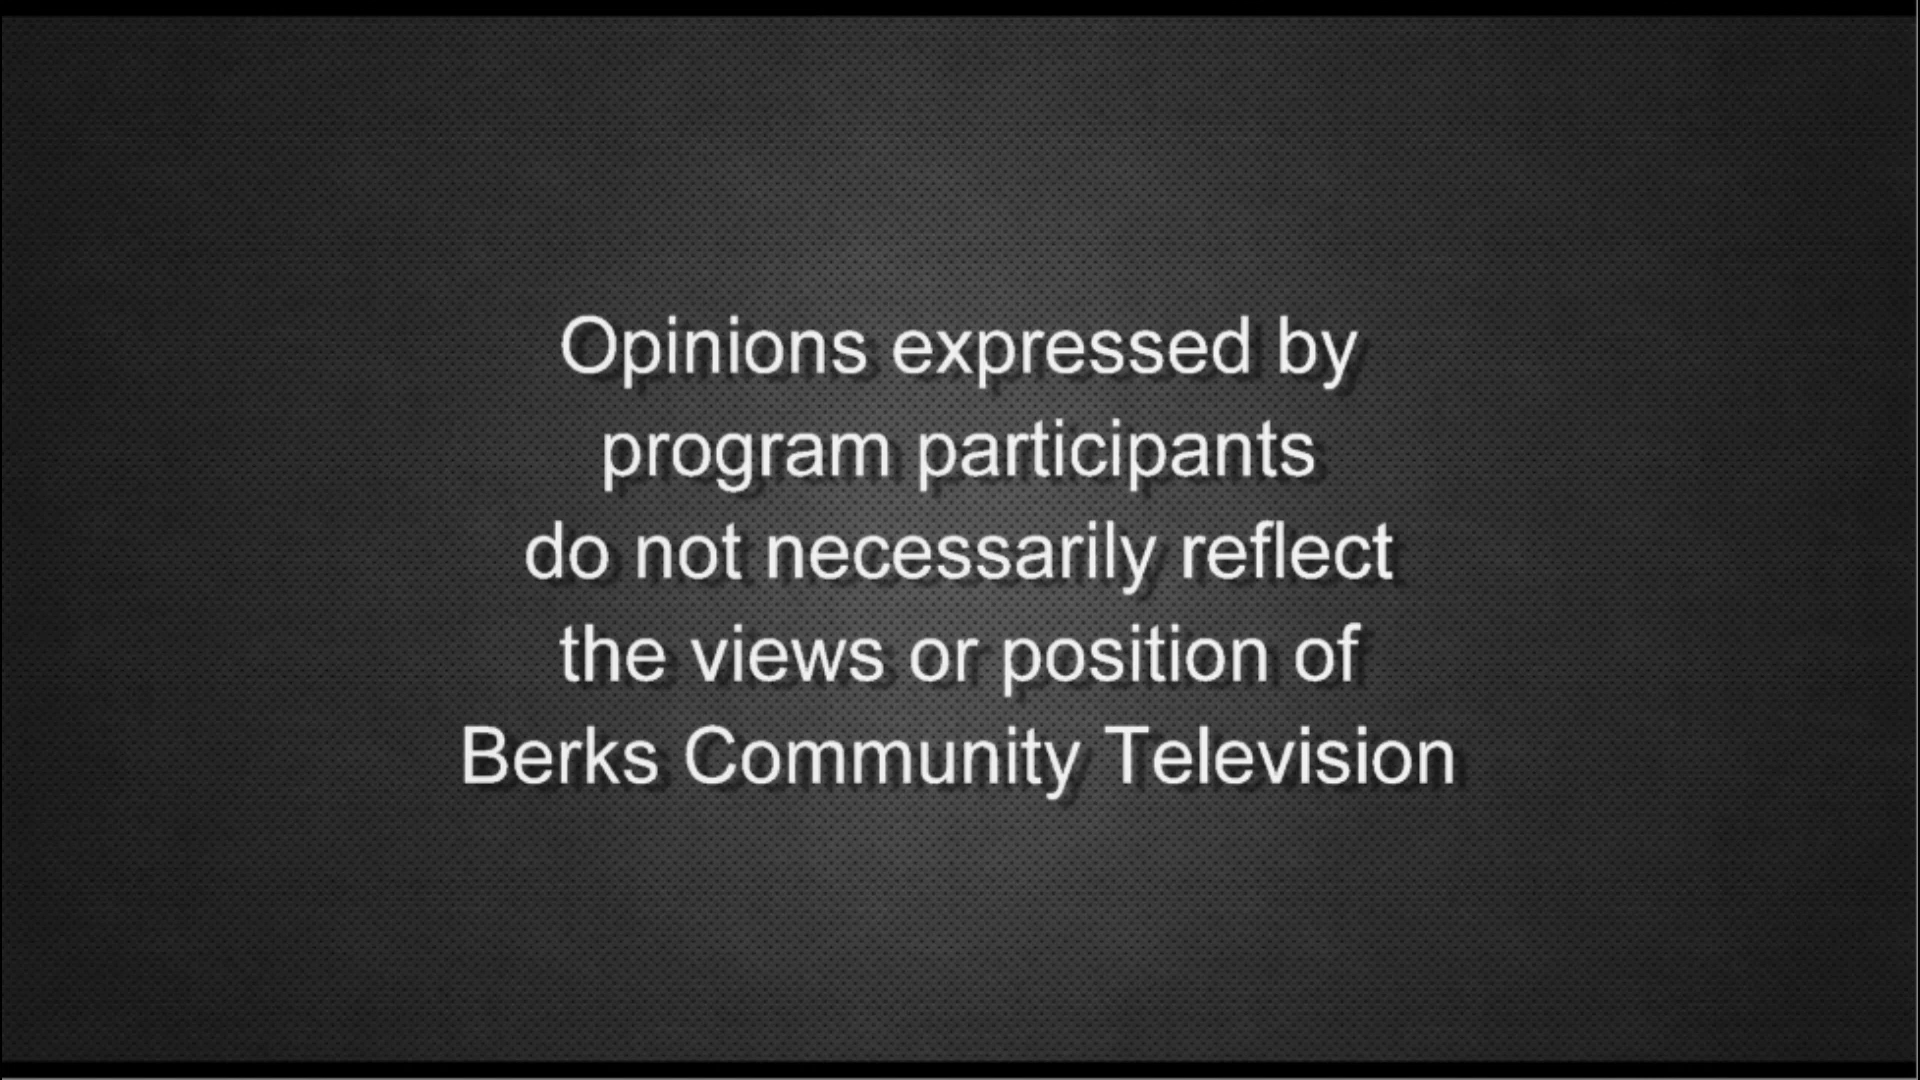 Opinions expressed by
program participants
do not necessarily reflect
the views or position of
Berks Community Television